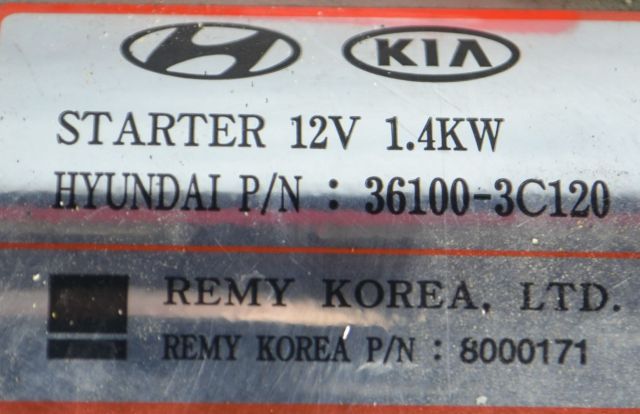 KIA
STARTER 12V 1.4KW
HYUNDAI P/N : 36100-3C120
REMY KOREA, LTD.
REMY KOREA P/N : 8000171